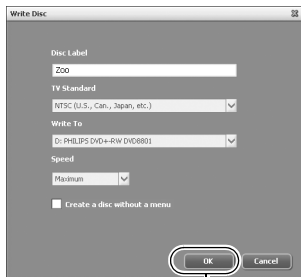 Write Disc
Disc Label
Zoo
TV Standard
NTSC (U.S., Can., Japan, etc.)
Write To
D: PHILIPS DVD+-RW DVD8801
Speed
Maximum
Create a disc without a menu
OK
Cancel